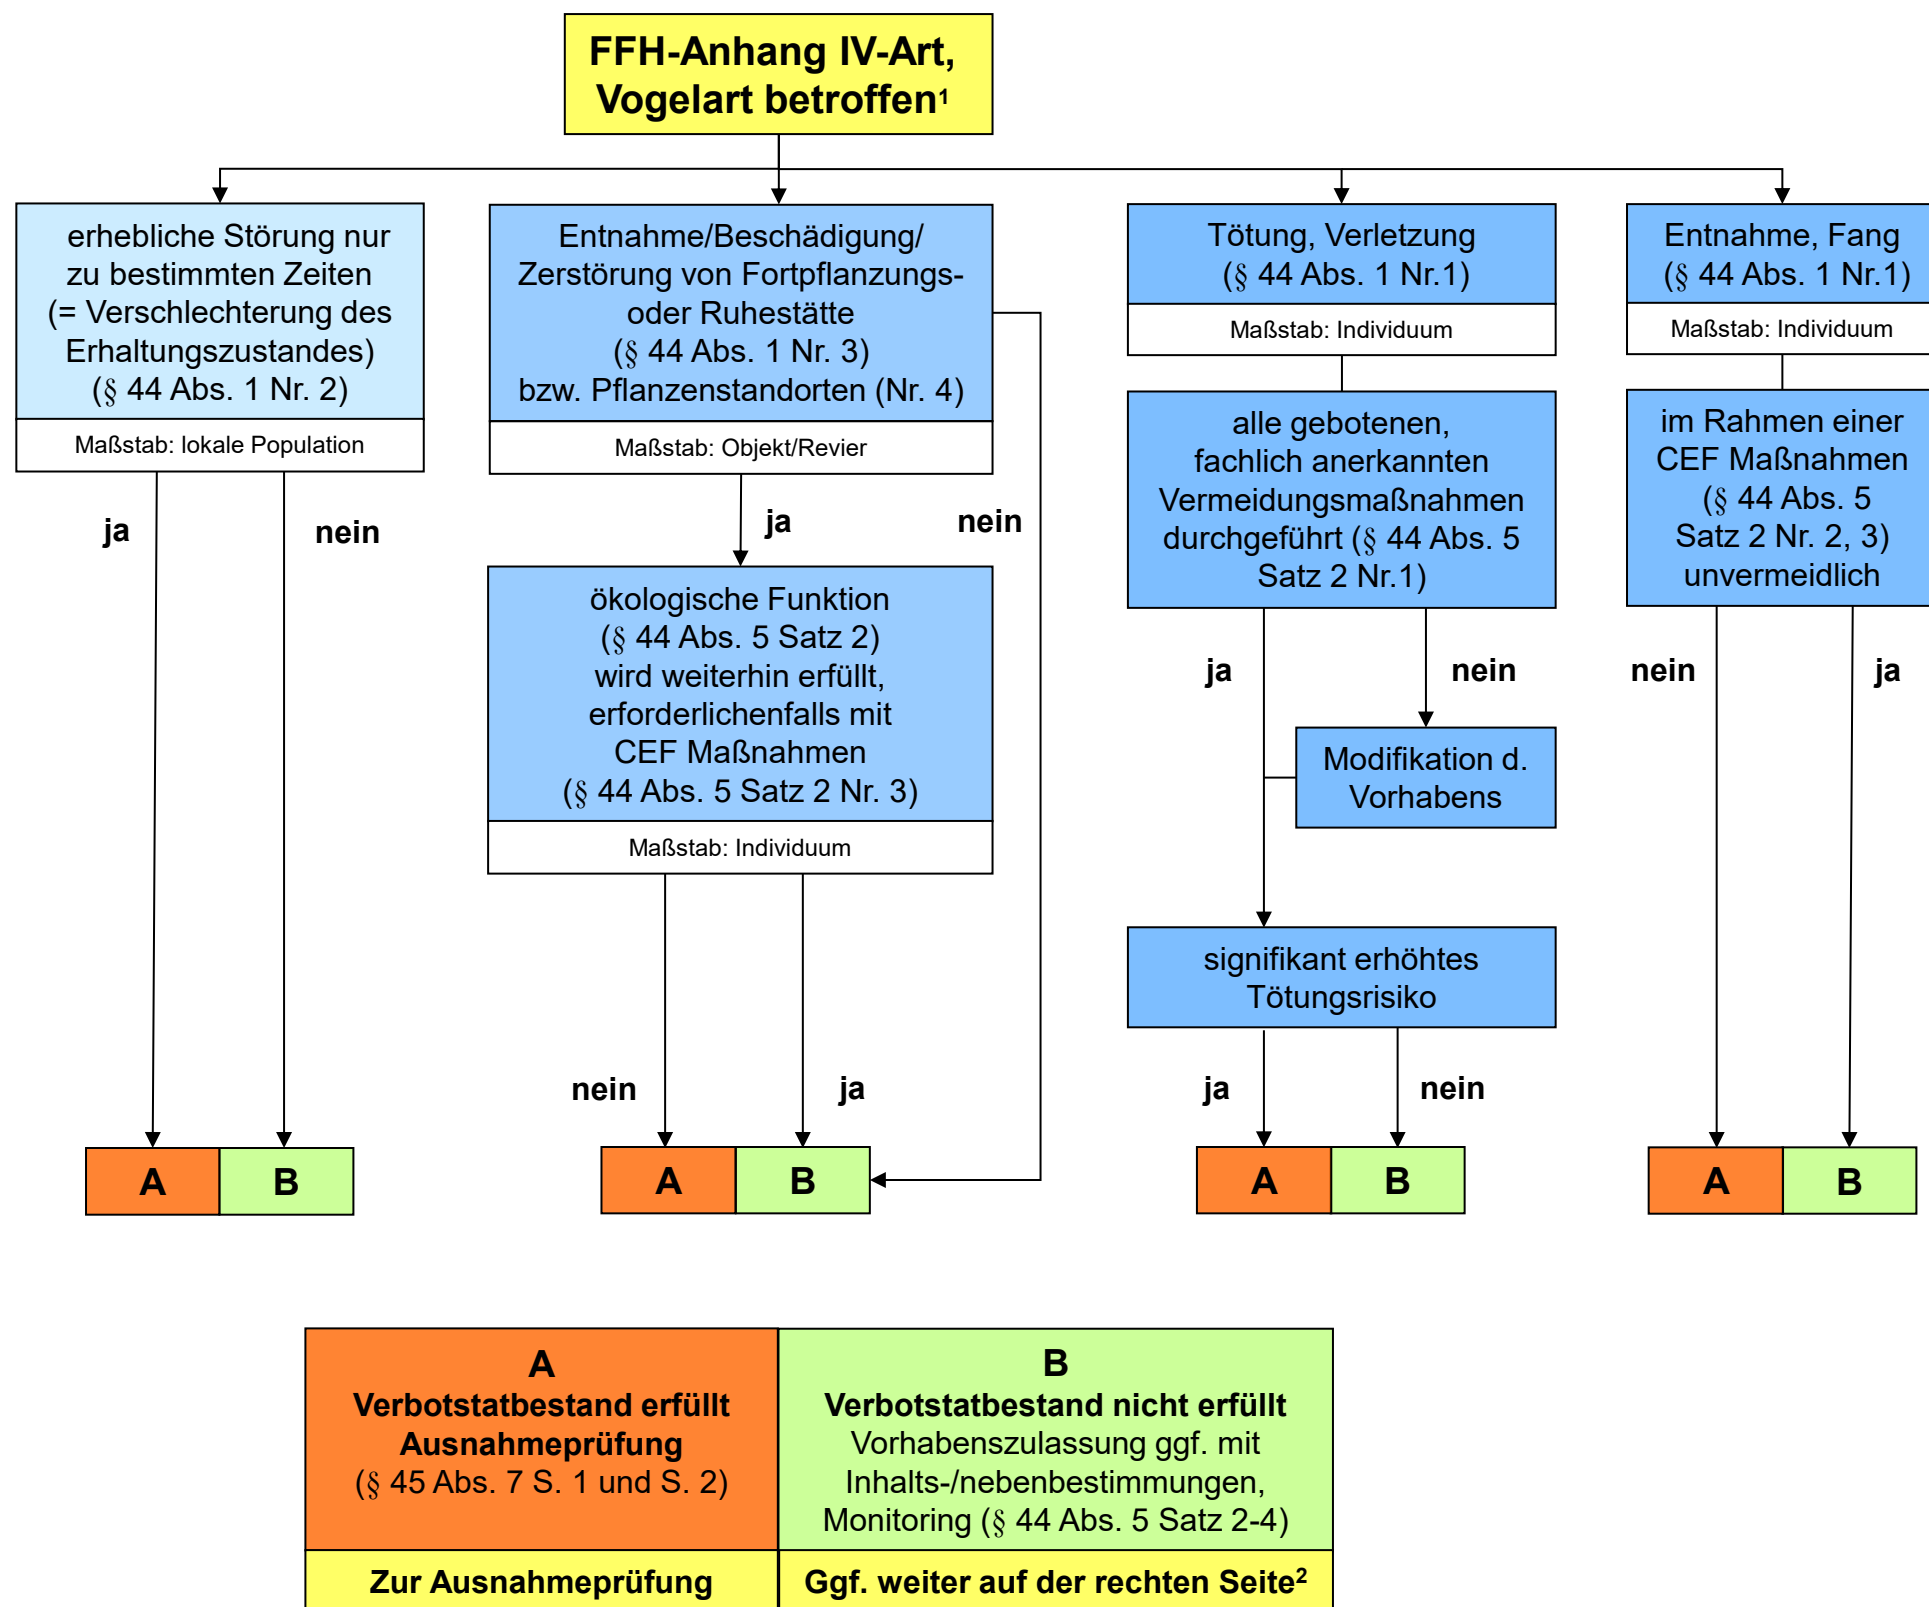 FFH-Anhang IV-Art,
Vogelart betroffen¹
erhebliche Störung nur
zu bestimmten Zeiten
(= Verschlechterung des
Erhaltungszustandes)
(§ 44 Abs. 1 Nr. 2)
Maßstab: lokale Population
ja
nein
Entnahme/Beschädigung/
Zerstörung von Fortpflanzungs-
oder Ruhestätte
(§ 44 Abs. 1 Nr. 3)
bzw. Pflanzenstandorten (Nr. 4)
Maßstab: Objekt/Revier
ja
nein
ökologische Funktion
(§ 44 Abs. 5 Satz 2)
wird weiterhin erfüllt,
erforderlichenfalls mit
CEF Maßnahmen
(§ 44 Abs. 5 Satz 2 Nr. 3)
Maßstab: Individuum
nein
ja
Tötung, Verletzung
(§ 44 Abs. 1 Nr.1)
Maßstab: Individuum
alle gebotenen,
fachlich anerkannten
Vermeidungsmaßnahmen
durchgeführt (§ 44 Abs. 5
Satz 2 Nr.1)
ja
nein
Modifikation d.
Vorhabens
signifikant erhöhtes
Tötungsrisiko
ja
nein
Entnahme, Fang
(§ 44 Abs. 1 Nr.1)
Maßstab: Individuum
im Rahmen einer
CEF Maßnahmen
(§ 44 Abs. 5
Satz 2 Nr. 2, 3)
unvermeidlich
nein
ja
A
B
A
B
A
B
A
B
A
Verbotstatbestand erfüllt
Ausnahmeprüfung
(§ 45 Abs. 7 S. 1 und S. 2)
Zur Ausnahmeprüfung
B
Verbotstatbestand nicht erfüllt
Vorhabenszulassung ggf. mit
Inhalts-/nebenbestimmungen,
Monitoring (§ 44 Abs. 5 Satz 2-4)
Ggf. weiter auf der rechten Seite²